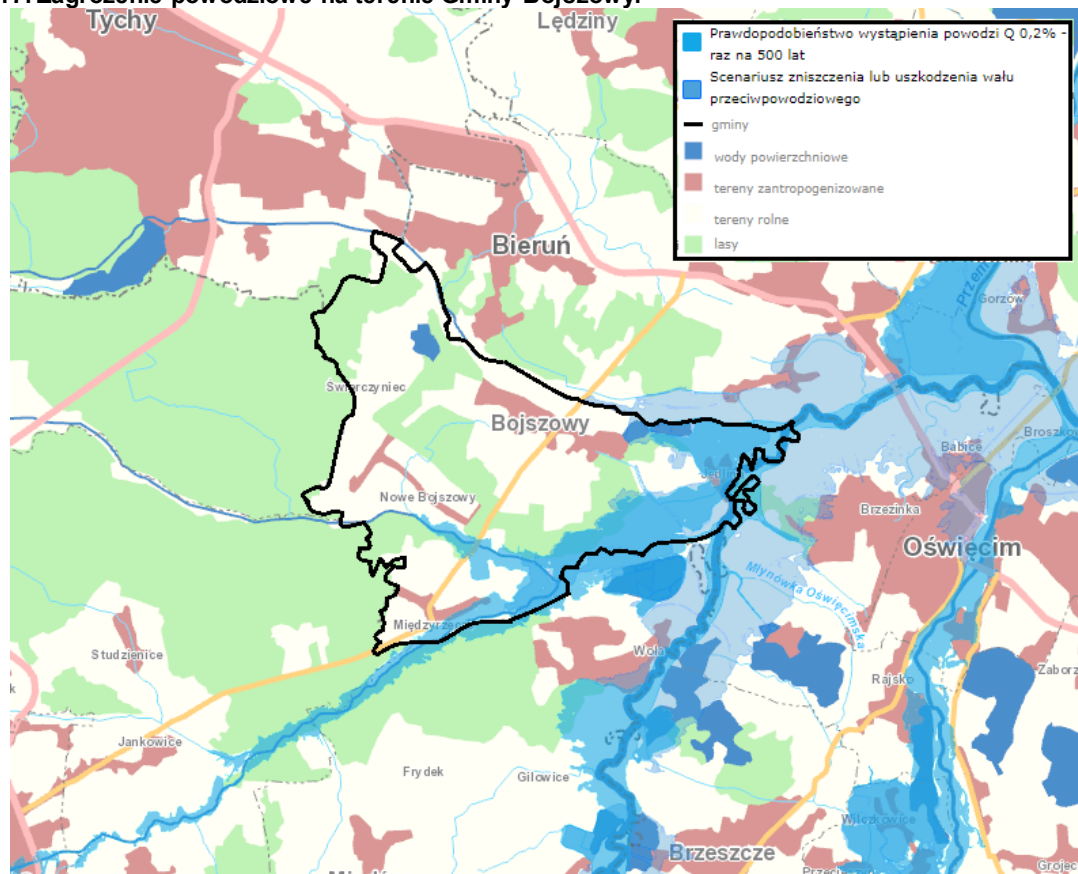 Zagrożenie powodziowe na terenie Gminy Bojszowy.
Tychy
Lędziny
Prawdopodobieństwo wystąpienia powodzi Q 0,2% -
raz na 500 lat
Scenariusz zniszczenia lub uszkodzenia wału
przeciwpowodziowego
gminy
wody powierzchniowe
tereny zantropogenizowane
tereny rolne
lasy
Bieruń
Gorzów
Świerczyniec
Bojszowy
Babice
Nowe Bojszowy
Brzezinka
Oświęcim
Młynówka Oświęcimska
Studzienice
Wola
Rajsko
Jankowice
Frydek
Gilowice
Wilczkowice
Brzeszcze